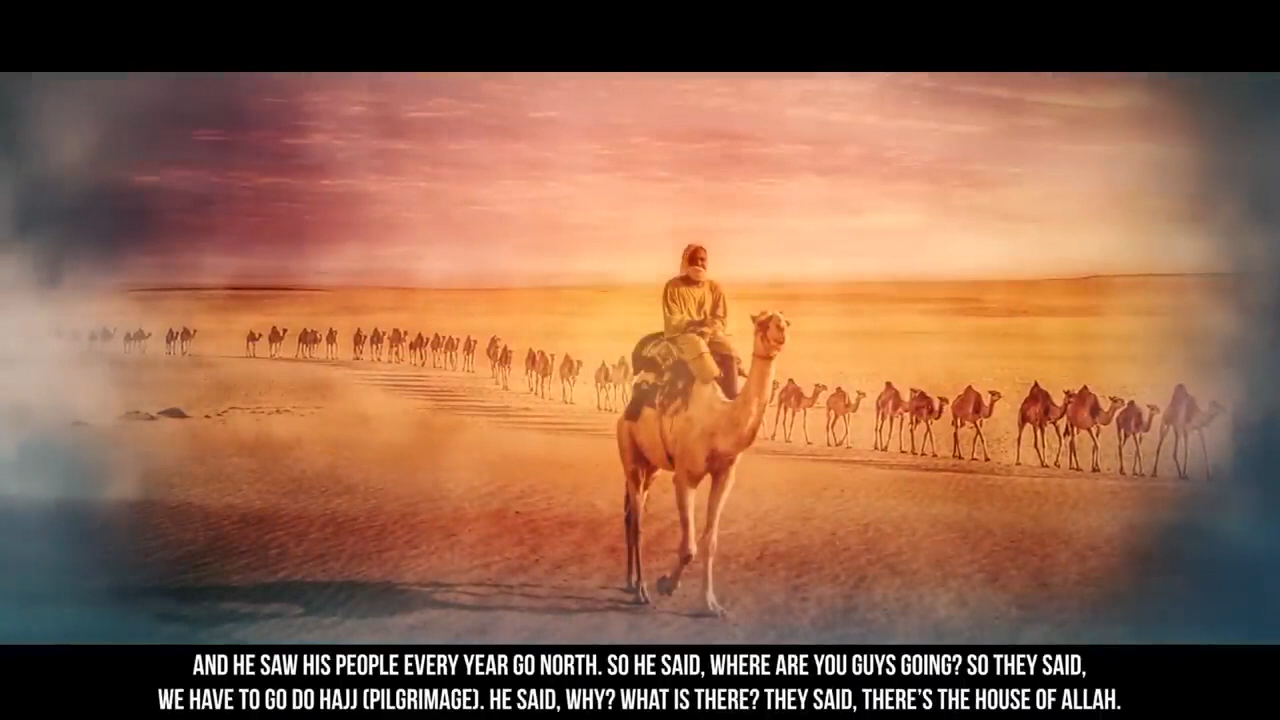 AND HE SAW HIS PEOPLE EVERY YEAR GO NORTH. SO HE SAID, WHERE ARE YOU GUYS GOING? SO THEY SAID,
WE HAVE TO GO DO HAJJ (PILGRIMAGE). HE SAID, WHY? WHAT IS THERE? THEY SAID, THERE'S THE HOUSE OF ALLAH.